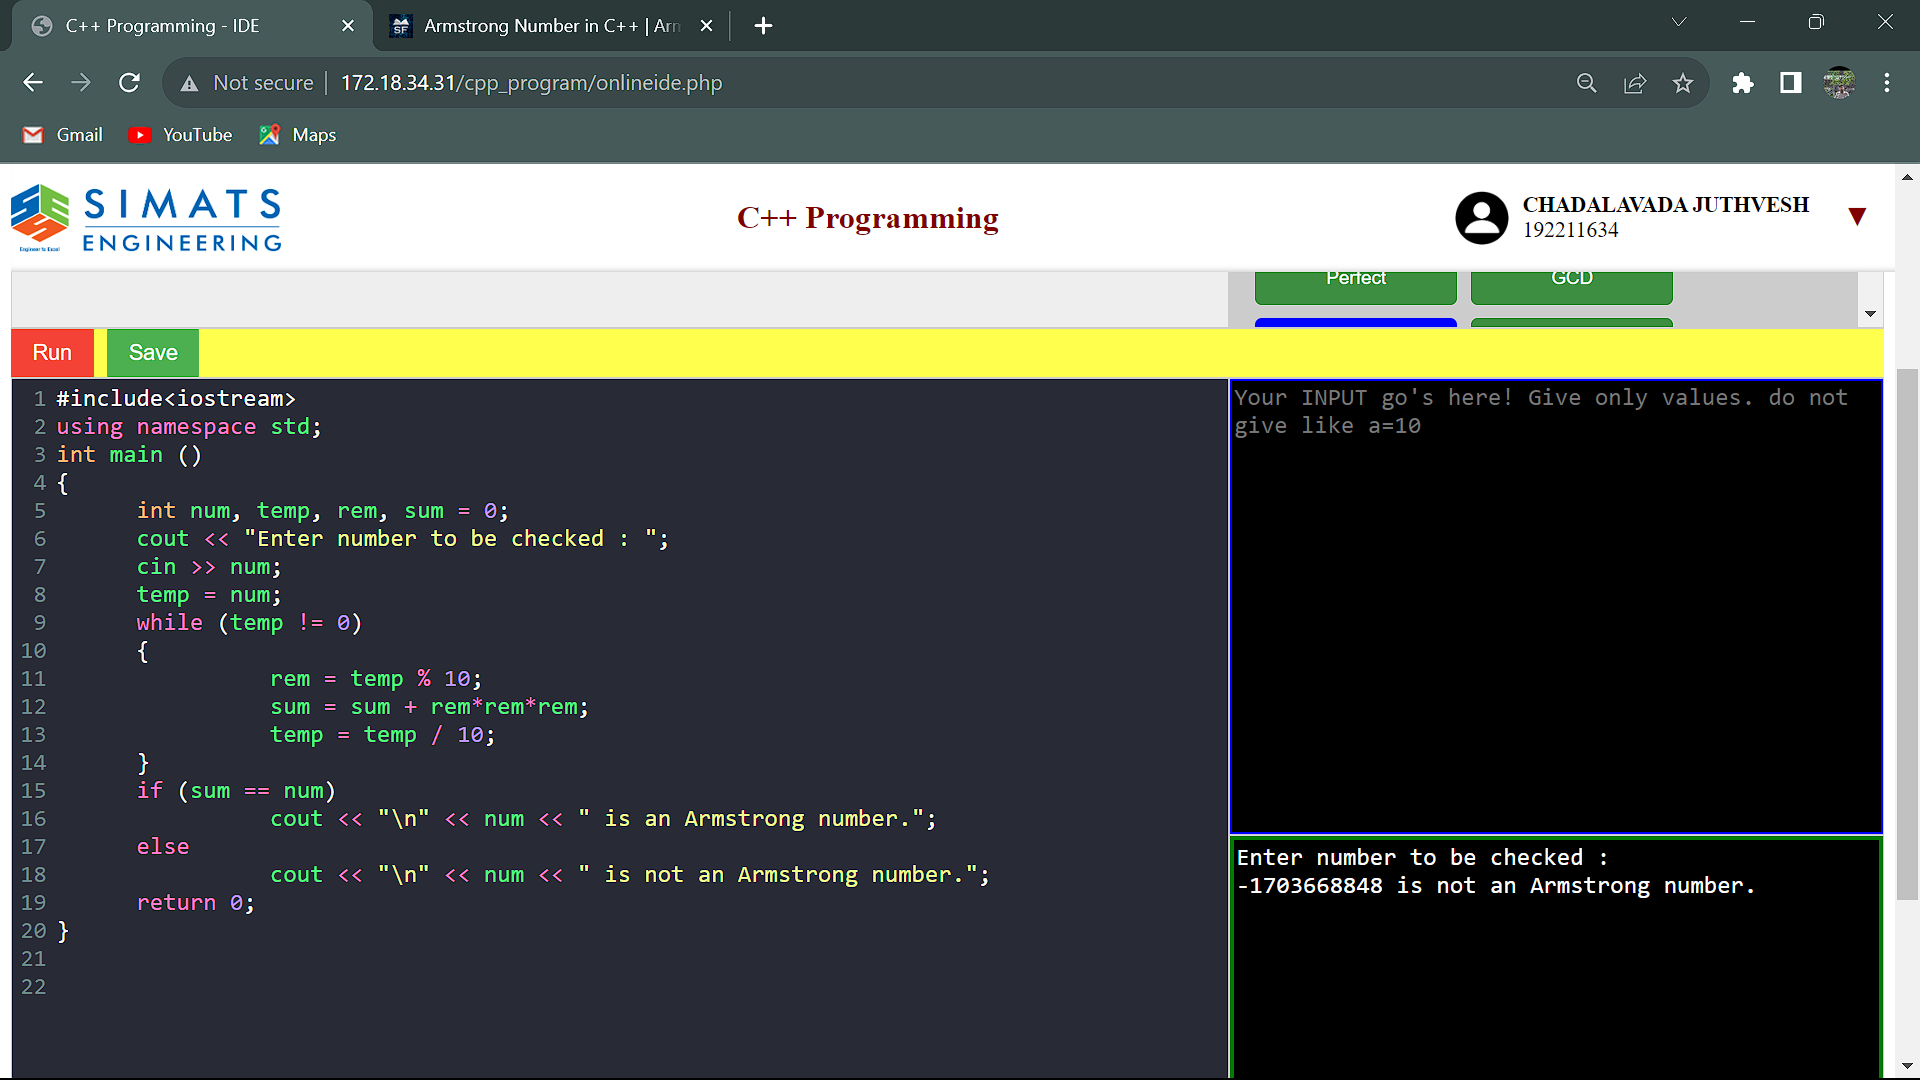 C++ Programming - IDE
Armstrong Number in C++ | Arm
Not secure
172.18.34.31/cpp_program/onlineide.php
Gmail
YouTube
Maps
SIMATS
ENGINEERING
Engineer to Excel
C++ Programming
CHADALAVADA JUTHVESH
192211634
Perfect
GCD
Run
Save
1 #include<iostream>
2 using namespace std;
3 int main ()
4 {
5 int num, temp, rem, sum = 0;
6 cout << "Enter number to be checked : ";
7 cin >> num;
8 temp = num;
9 while (temp != 0)
10 {
11 rem = temp % 10;
12 sum = sum + rem*rem*rem;
13 temp = temp / 10;
14 }
15 if (sum == num)
16 cout << "\n" << num << " is an Armstrong number.";
17 else
18 cout << "\n" << num << " is not an Armstrong number.";
19 return 0;
20 }
21
22
Your INPUT go's here! Give only values. do not
give like a=10
Enter number to be checked :
-1703668848 is not an Armstrong number.